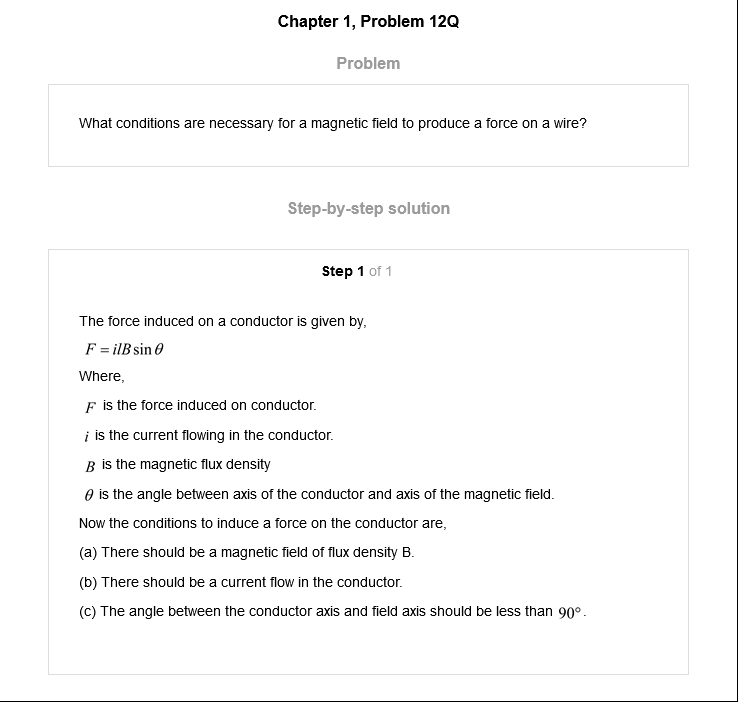 Chapter 1, Problem 12Q
Problem
What conditions are necessary for a magnetic field to produce a force on a wire?
Step-by-step solution
Step 1 of 1
The force induced on a conductor is given by,
F = ilB sin θ
Where,
F is the force induced on conductor.
i is the current flowing in the conductor.
B is the magnetic flux density
θ is the angle between axis of the conductor and axis of the magnetic field.
Now the conditions to induce a force on the conductor are,
(a) There should be a magnetic field of flux density B.
(b) There should be a current flow in the conductor.
(c) The angle between the conductor axis and field axis should be less than 90°.